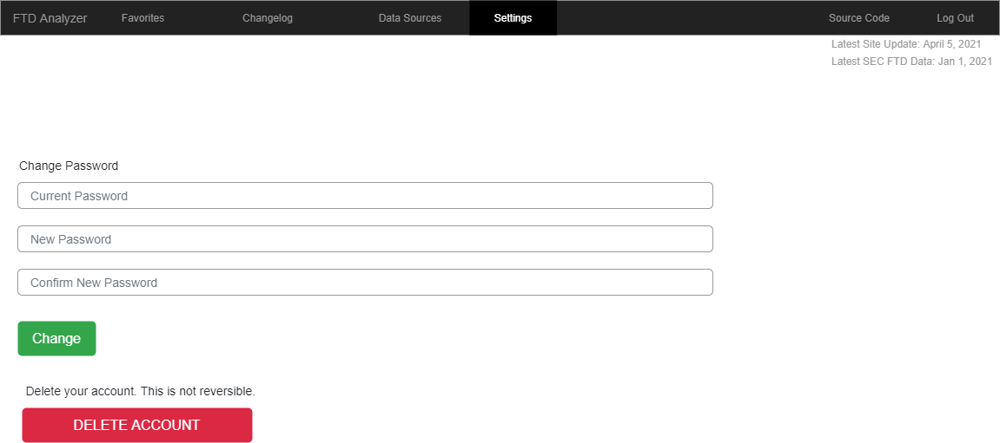 FTD Analyzer Favorites Changelog Data Sources Settings Source Code Log Out
Latest Site Update: April 5, 2021
Latest SEC FTD Data: Jan 1, 2021
Change Password
Current Password
New Password
Confirm New Password
Change
Delete your account. This is not reversible.
DELETE ACCOUNT